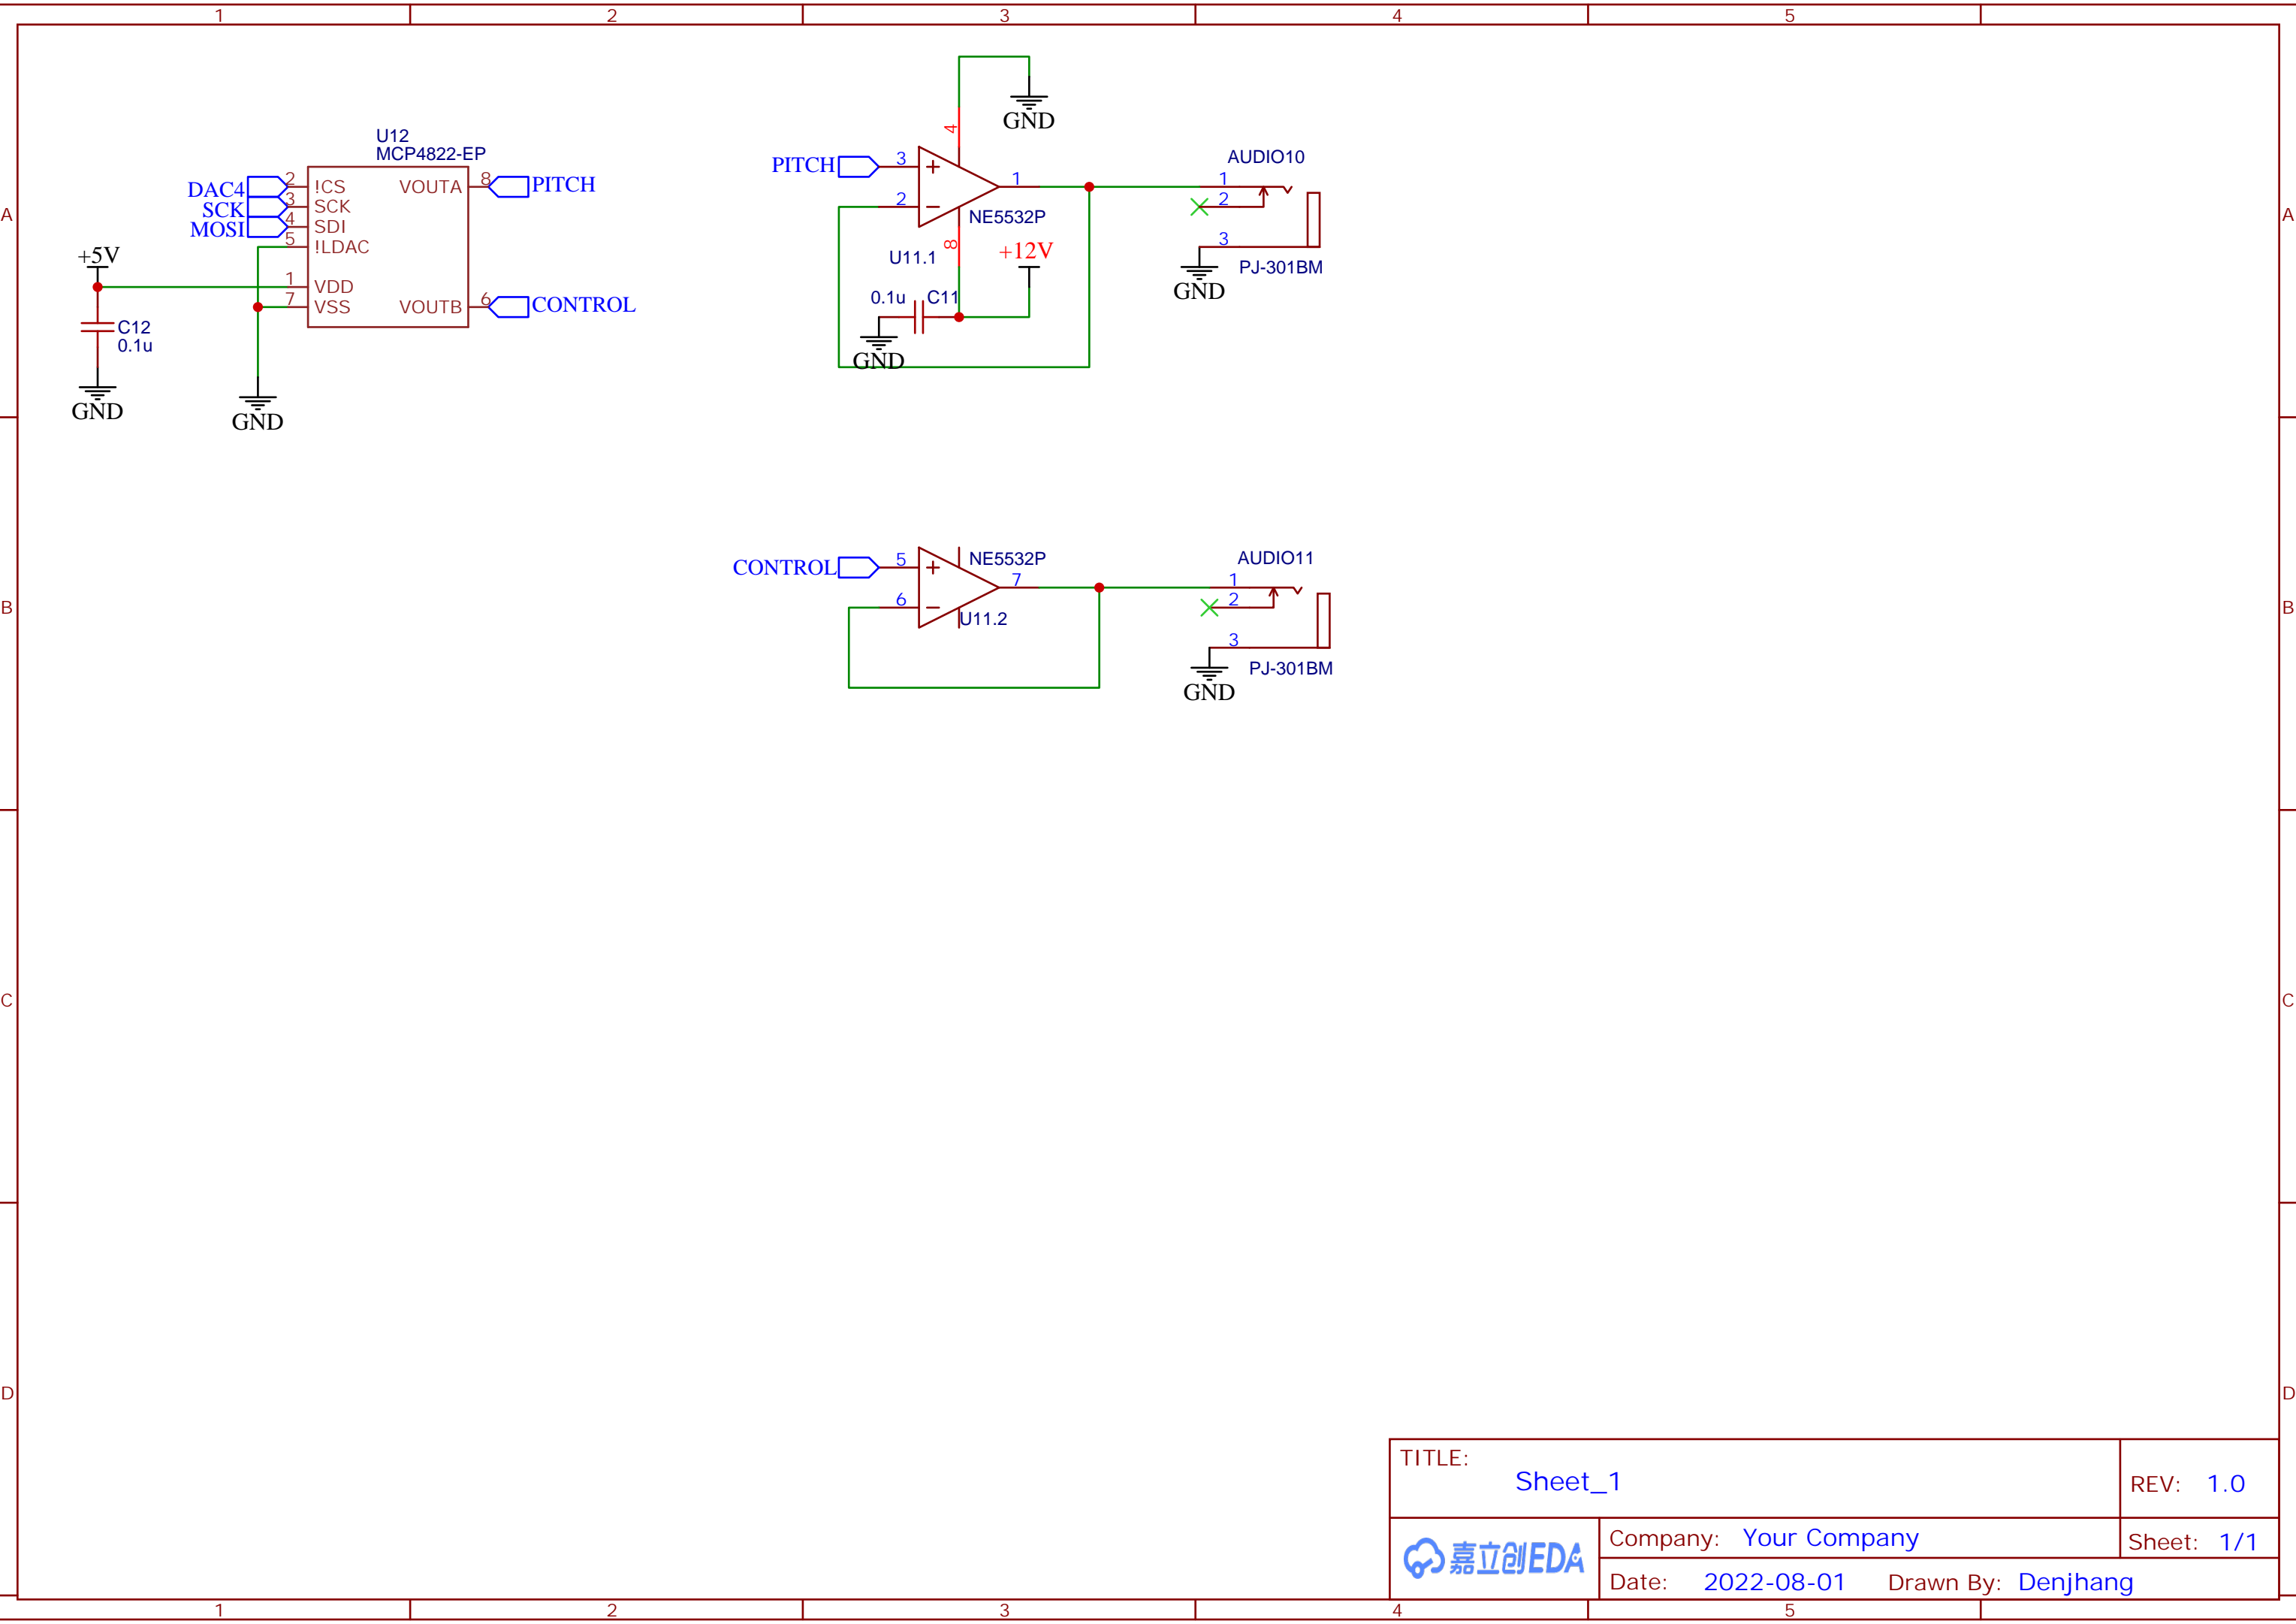 1 2 3 4 5
A
B
C
D
A
B
C
D
U12
MCP4822-EP
DAC4
SCK
MOSI
2
3
4
5
1
7
!CS
SCK
SDI
!LDAC
VDD
VSS
VOUTA
VOUTB
8
6
PITCH
CONTROL
+5V
C12
0.1u
GND
GND
GND
4
PITCH
3
2
1
NE5532P
8
U11.1
+12V
0.1u C11
GND
AUDIO10
1
2
3
PJ-301BM
GND
CONTROL
5
6
7
NE5532P
U11.2
AUDIO11
1
2
3
PJ-301BM
GND
TITLE:
Sheet_1
REV: 1.0
嘉立创EDA
Company: Your Company
Sheet: 1/1
Date: 2022-08-01 Drawn By: Denjhang
1 2 3 4 5